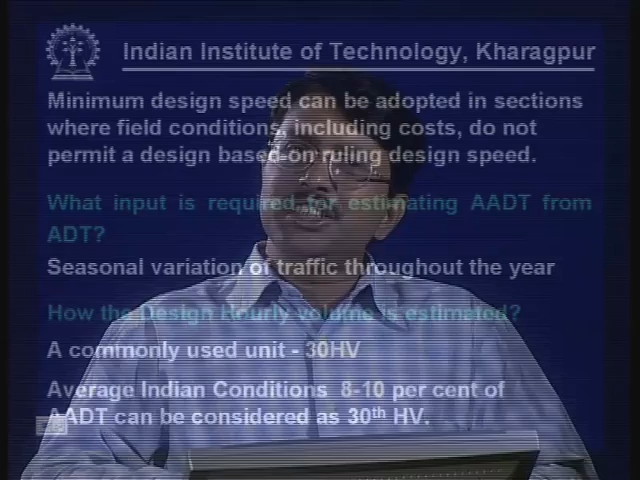 Indian Institute of Technology, Kharagpur
Minimum design speed can be adopted in sections
where field conditions, including costs, do not
permit a design based on ruling design speed.
What input is required for estimating AADT from
ADT?
Seasonal variation of traffic throughout the year
How the Design Hourly volume is estimated?
A commonly used unit - 30HV
Average Indian Conditions 8-10 per cent of
AADT can be considered as 30th HV.